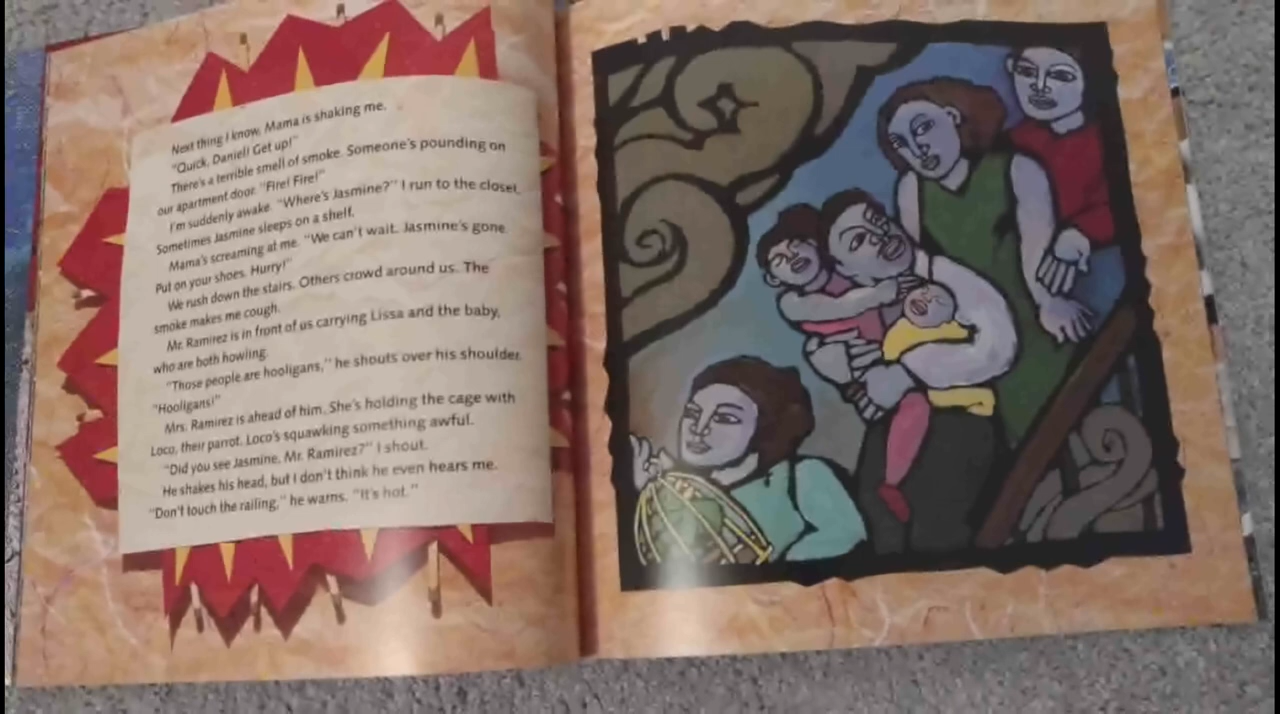 Next thing I know, Mama is shaking me.
"Quick, Daniel! Get up!"
There's a terrible smell of smoke. Someone's pounding on
our apartment door. "Fire! Fire!"
I'm suddenly awake. "Where's Jasmine?" I run to the closet.
Sometimes Jasmine sleeps on a shelf.
Mama's screaming at me. "We can't wait. Jasmine's gone.
Put on your shoes. Hurry!"
We rush down the stairs. Others crowd around us. The
smoke makes me cough.
Mr. Ramirez is in front of us carrying Lissa and the baby,
who are both howling.
"Those people are hooligans," he shouts over his shoulder.
"Hooligans!"
Mrs. Ramirez is ahead of him. She's holding the cage with
Loco, their parrot. Loco's squawking something awful.
"Did you see Jasmine, Mr. Ramirez?" I shout.
He shakes his head, but I don't think he even hears me.
"Don't touch the railing," he warns. "It's hot."